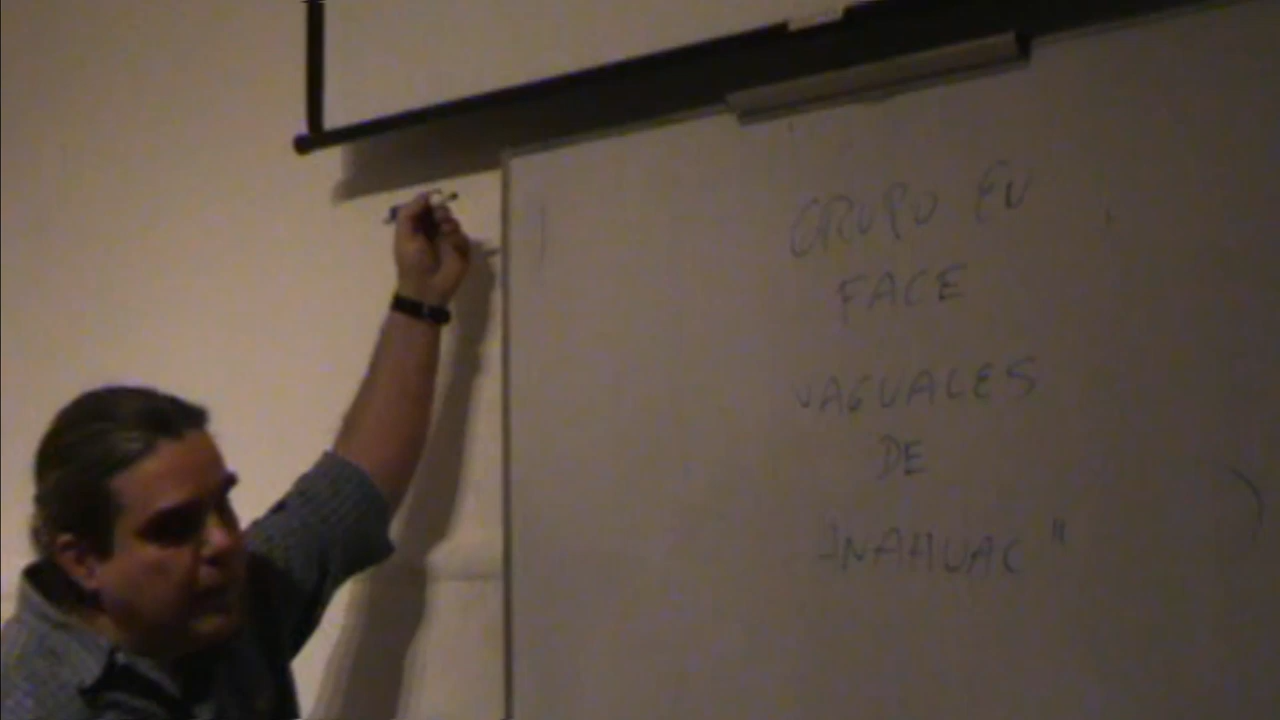 GRUPO EN
FACE
NAGUALES
DE
ANAHUAC "